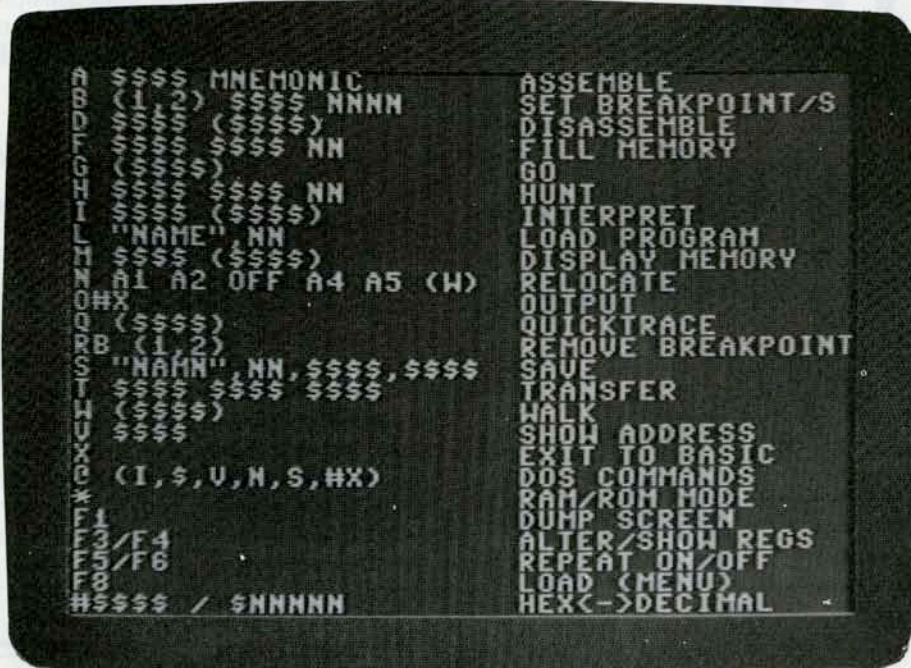 A $$$$ MNEMONIC ASSEMBLE
B (1,2) $$$$ NNNN SET BREAKPOINT/S
D $$$$ ($$$$) DISASSEMBLE
F $$$$ $$$$ NN FILL MEMORY
G ($$$$) GO
H $$$$ $$$$ NN HUNT
I $$$$ ($$$$) INTERPRET
L "NAME",NN LOAD PROGRAM
M $$$$ ($$$$) DISPLAY MEMORY
N A1 A2 OFF A4 A5 (W) RELOCATE
O#X OUTPUT
Q ($$$$) QUICKTRACE
RB (1,2) REMOVE BREAKPOINT
S "NAMN",NN,$$$$,$$$$ SAVE
T $$$$ $$$$ $$$$ TRANSFER
W ($$$$) WALK
V $$$$ SHOW ADDRESS
X EXIT TO BASIC
@ (I,$,V,N,S,#X) DOS COMMANDS
* RAM/ROM MODE
F1 DUMP SCREEN
F3/F4 ALTER/SHOW REGS
F5/F6 REPEAT ON/OFF
F8 LOAD (MENU)
#$$$$ / $NNNNN HEX<->DECIMAL